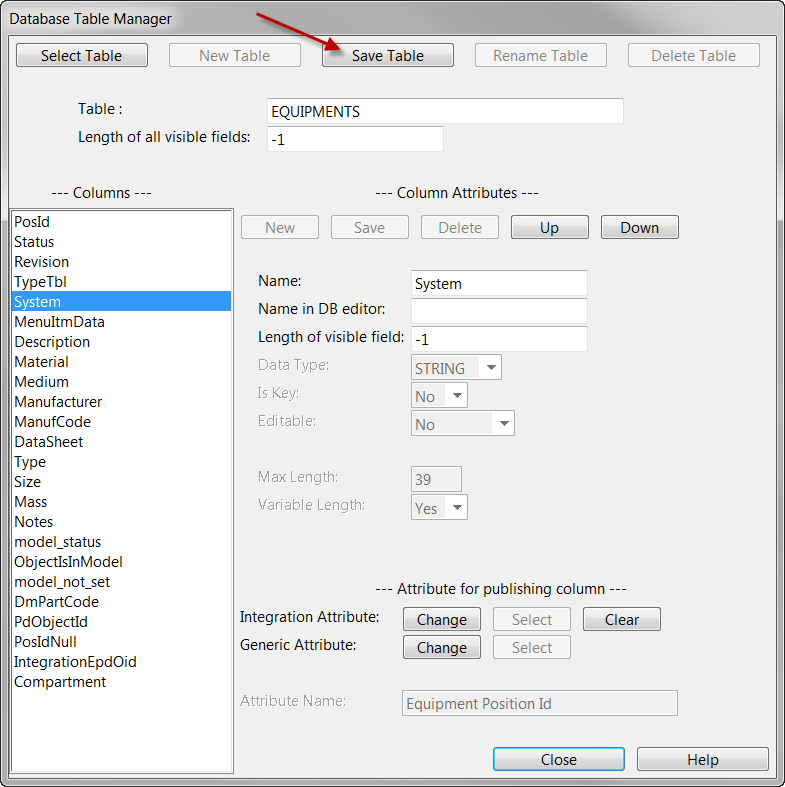 Database Table Manager
Select Table New Table Save Table Rename Table Delete Table
Table : EQUIPMENTS
Length of all visible fields: -1
--- Columns ---
PosId
Status
Revision
TypeTbl
System
MenuItmData
Description
Material
Medium
Manufacturer
ManufCode
DataSheet
Type
Size
Mass
Notes
model_status
ObjectIsInModel
model_not_set
DmPartCode
PdObjectId
PosIdNull
IntegrationEpdOid
Compartment
--- Column Attributes ---
New Save Delete Up Down
Name: System
Name in DB editor:
Length of visible field: -1
Data Type: STRING
Is Key: No
Editable: No
Max Length: 39
Variable Length: Yes
--- Attribute for publishing column ---
Integration Attribute: Change Select Clear
Generic Attribute: Change Select
Attribute Name: Equipment Position Id
Close Help